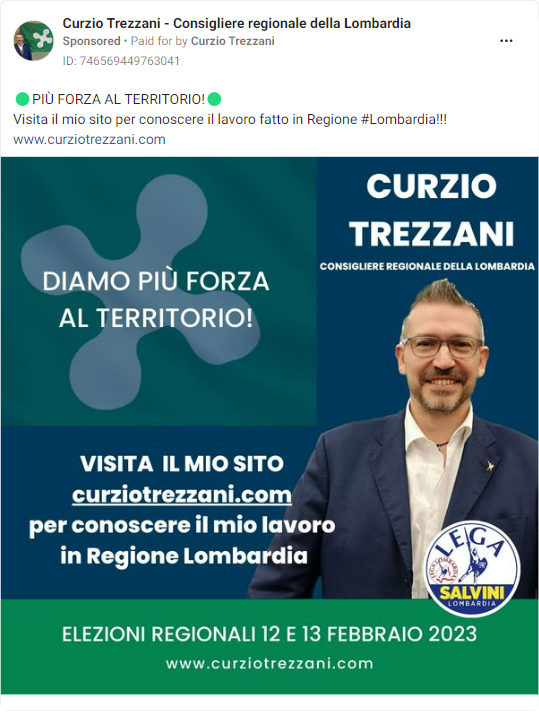 Curzio Trezzani - Consigliere regionale della Lombardia
Sponsored • Paid for by Curzio Trezzani
ID: 746569449763041
PIÙ FORZA AL TERRITORIO!
Visita il mio sito per conoscere il lavoro fatto in Regione #Lombardia!!!
www.curziotrezzani.com
CURZIO
TREZZANI
CONSIGLIERE REGIONALE DELLA LOMBARDIA
DIAMO PIÙ FORZA
AL TERRITORIO!
VISITA IL MIO SITO
curziotrezzani.com
per conoscere il mio lavoro
in Regione Lombardia
LEGA
LEGA LOMBARDA
SALVINI
LOMBARDIA
ELEZIONI REGIONALI 12 E 13 FEBBRAIO 2023
www.curziotrezzani.com